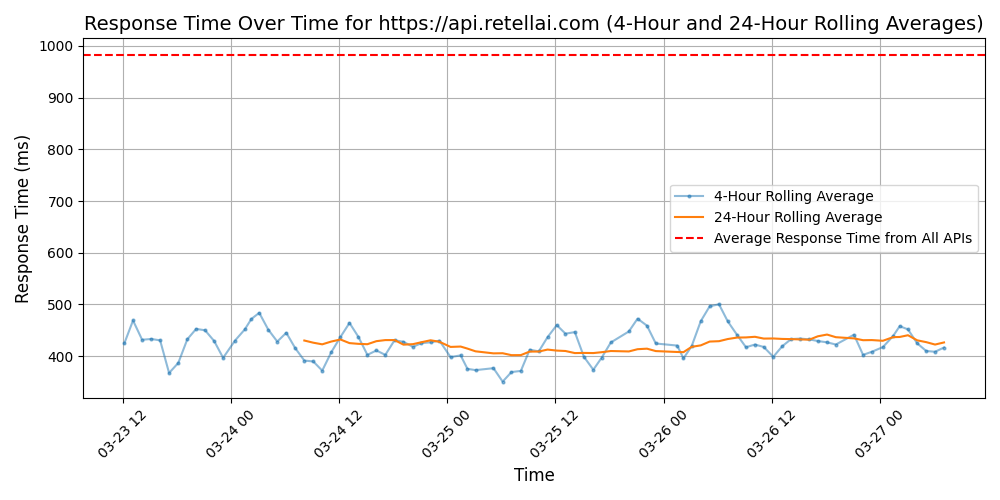 Response Time Over Time for https://api.retellai.com (4-Hour and 24-Hour Rolling Averages)
Response Time (ms)
1000
900
800
700
600
500
400
4-Hour Rolling Average
24-Hour Rolling Average
Average Response Time from All APIs
03-23 12
03-24 00
03-24 12
03-25 00
03-25 12
03-26 00
03-26 12
03-27 00
Time